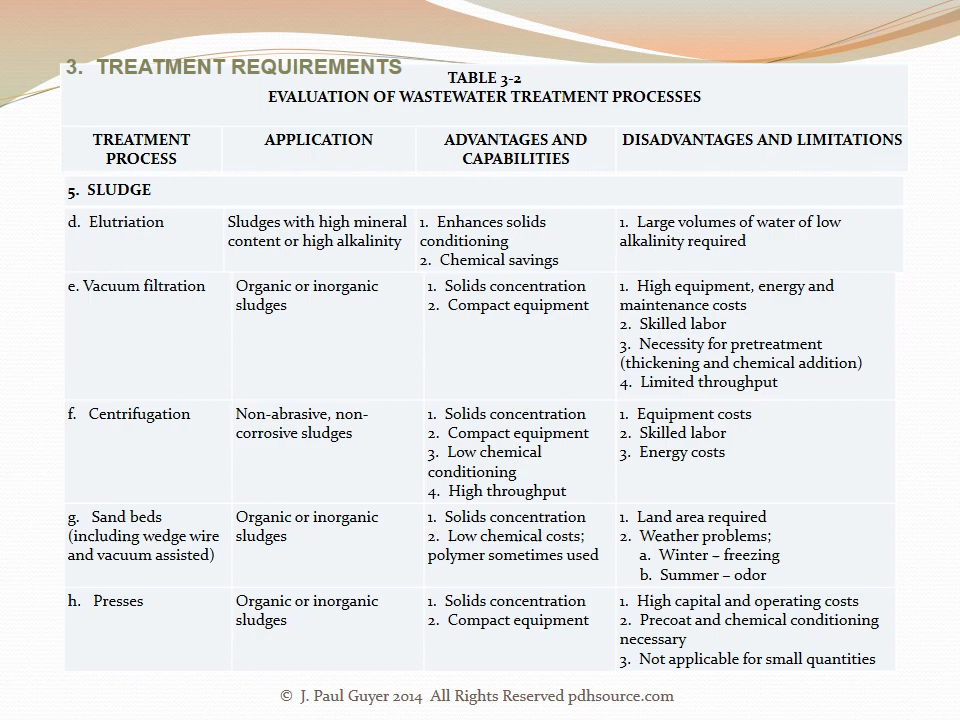 3. TREATMENT REQUIREMENTS
TABLE 3-2
EVALUATION OF WASTEWATER TREATMENT PROCESSES
TREATMENT PROCESS
APPLICATION
ADVANTAGES AND CAPABILITIES
DISADVANTAGES AND LIMITATIONS
5. SLUDGE
d. Elutriation
Sludges with high mineral
content or high alkalinity
1. Enhances solids
conditioning
2. Chemical savings
1. Large volumes of water of low
alkalinity required
e. Vacuum filtration
Organic or inorganic
sludges
1. Solids concentration
2. Compact equipment
1. High equipment, energy and
maintenance costs
2. Skilled labor
3. Necessity for pretreatment
(thickening and chemical addition)
4. Limited throughput
f. Centrifugation
Non-abrasive, non-
corrosive sludges
1. Solids concentration
2. Compact equipment
3. Low chemical
conditioning
4. High throughput
1. Equipment costs
2. Skilled labor
3. Energy costs
g. Sand beds
(including wedge wire
and vacuum assisted)
Organic or inorganic
sludges
1. Solids concentration
2. Low chemical costs;
polymer sometimes used
1. Land area required
2. Weather problems;
a. Winter – freezing
b. Summer – odor
h. Presses
Organic or inorganic
sludges
1. Solids concentration
2. Compact equipment
1. High capital and operating costs
2. Precoat and chemical conditioning
necessary
3. Not applicable for small quantities
© J. Paul Guyer 2014 All Rights Reserved pdhsource.com